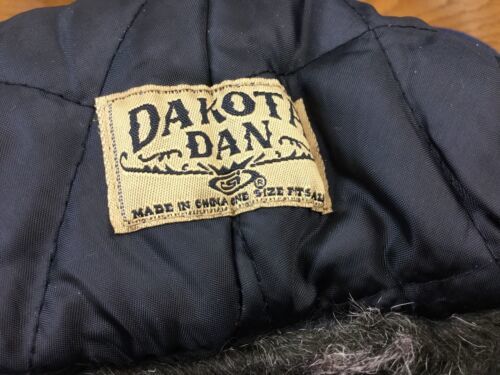 DAKOTA
DAN
®
MADE IN CHINA ONE SIZE FITS ALL